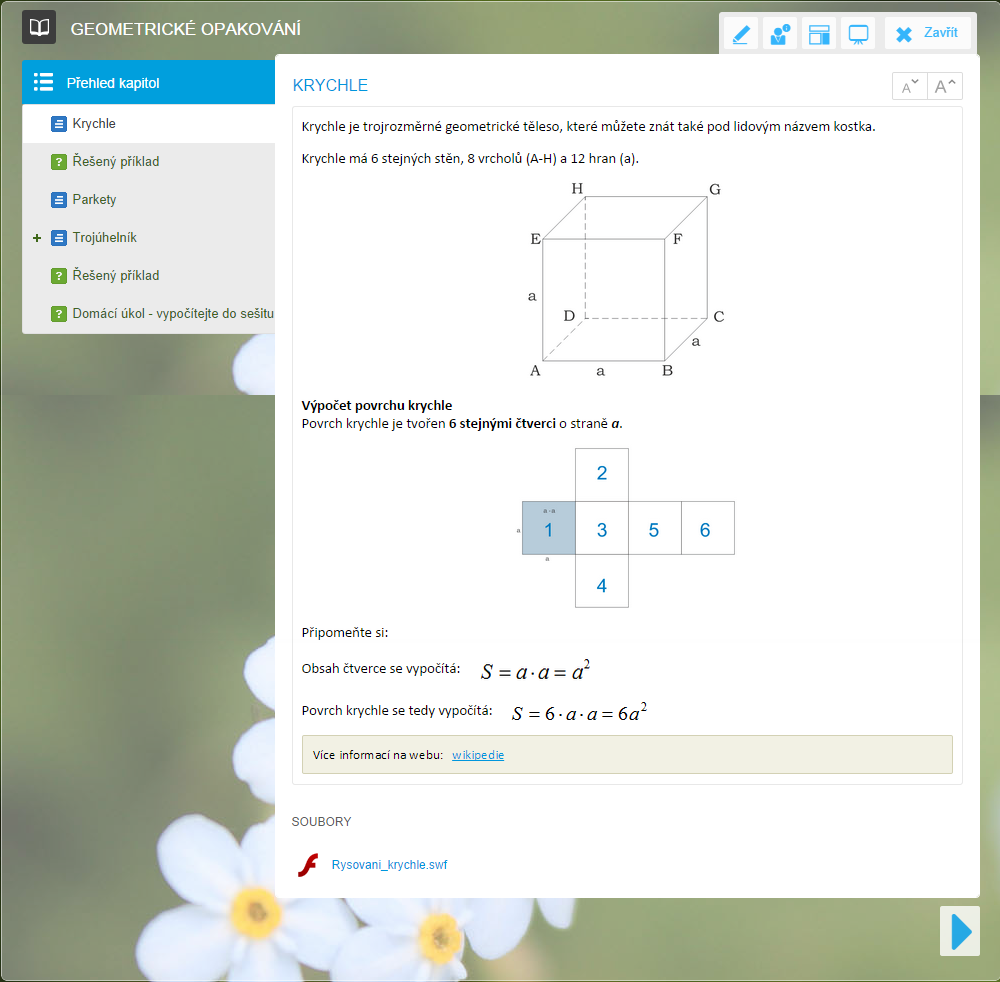 GEOMETRICKÉ OPAKOVÁNÍ
Zavřít
Přehled kapitol
Krychle
Řešený příklad
Parkety
Trojúhelník
Řešený příklad
Domácí úkol - vypočítejte do sešitu
KRYCHLE
A A
Krychle je trojrozměrné geometrické těleso, které můžete znát také pod lidovým názvem kostka.
Krychle má 6 stejných stěn, 8 vrcholů (A-H) a 12 hran (a).
H G
E F
a
D C
a
A a B
Výpočet povrchu krychle
Povrch krychle je tvořen 6 stejnými čtverci o straně a.
2
a·a
a 1 3 5 6
a
4
Připomeňte si:
Obsah čtverce se vypočítá: S = a · a = a²
Povrch krychle se tedy vypočítá: S = 6 · a · a = 6a²
Více informací na webu: wikipedie
SOUBORY
Rysovani_krychle.swf